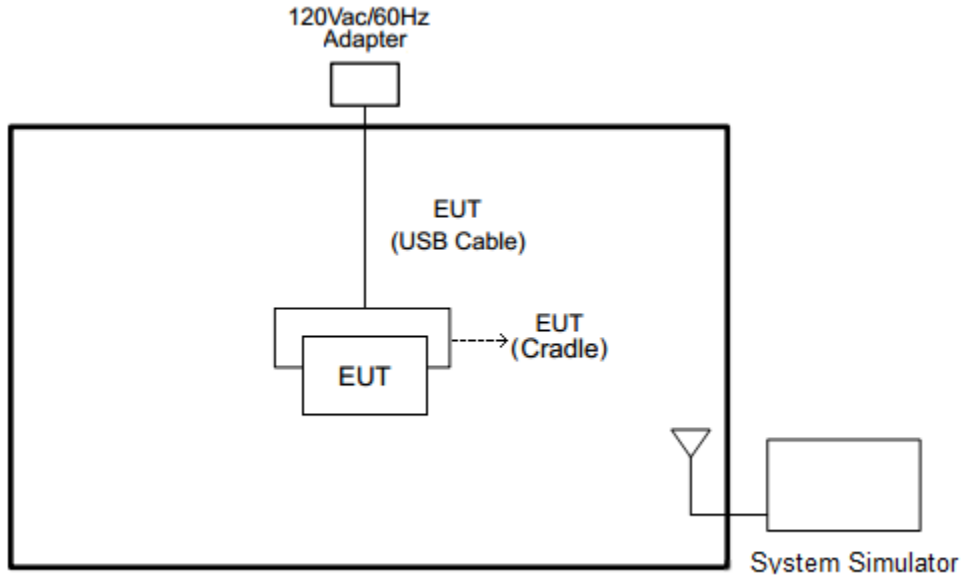 120Vac/60Hz
Adapter
EUT
(USB Cable)
EUT
(Cradle)
EUT
System Simulator